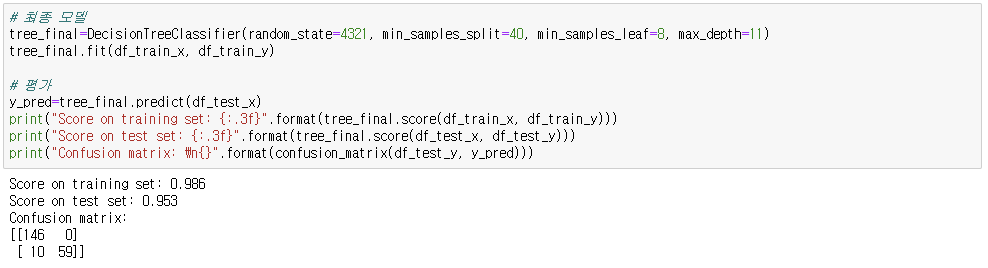 # 최종 모델
tree_final=DecisionTreeClassifier(random_state=4321, min_samples_split=40, min_samples_leaf=8, max_depth=11)
tree_final.fit(df_train_x, df_train_y)
# 평가
y_pred=tree_final.predict(df_test_x)
print("Score on training set: {:.3f}".format(tree_final.score(df_train_x, df_train_y)))
print("Score on test set: {:.3f}".format(tree_final.score(df_test_x, df_test_y)))
print("Confusion matrix: ₩n{}".format(confusion_matrix(df_test_y, y_pred)))
Score on training set: 0.986
Score on test set: 0.953
Confusion matrix:
[[146   0]
 [ 10  59]]